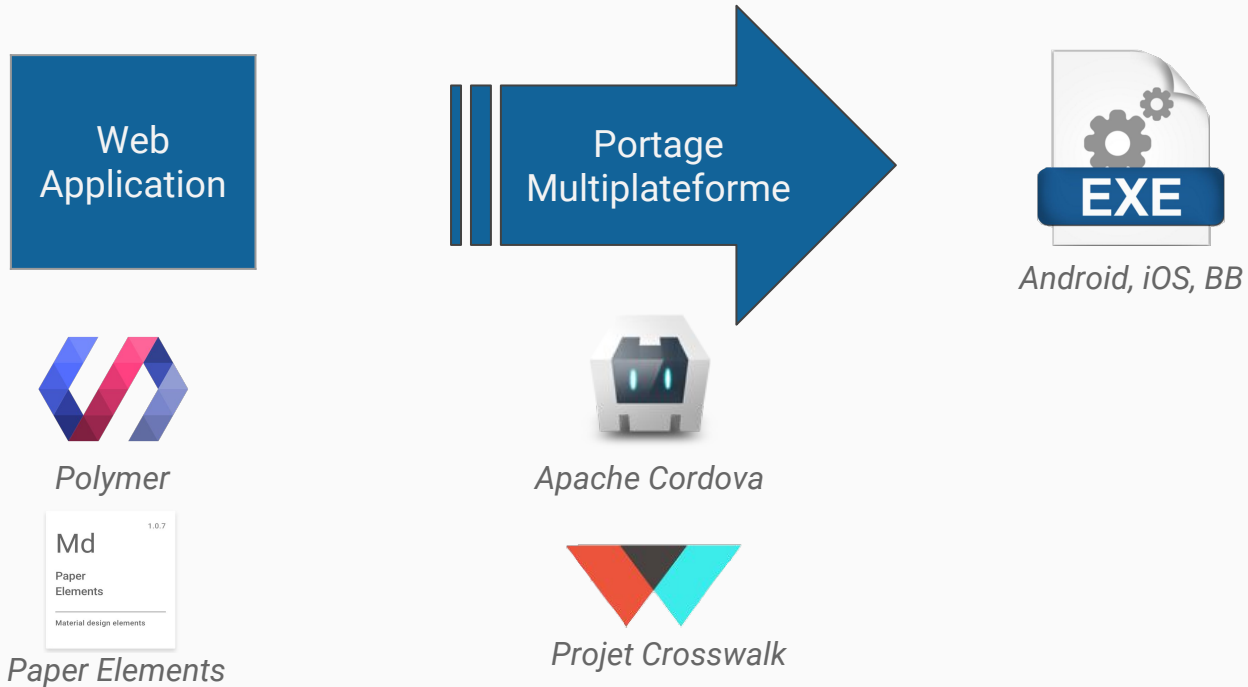 Web
Application
Portage
Multiplateforme
EXE
Android, iOS, BB
Polymer
Apache Cordova
1.0.7
Md
Paper
Elements
Material design elements
Paper Elements
Projet Crosswalk